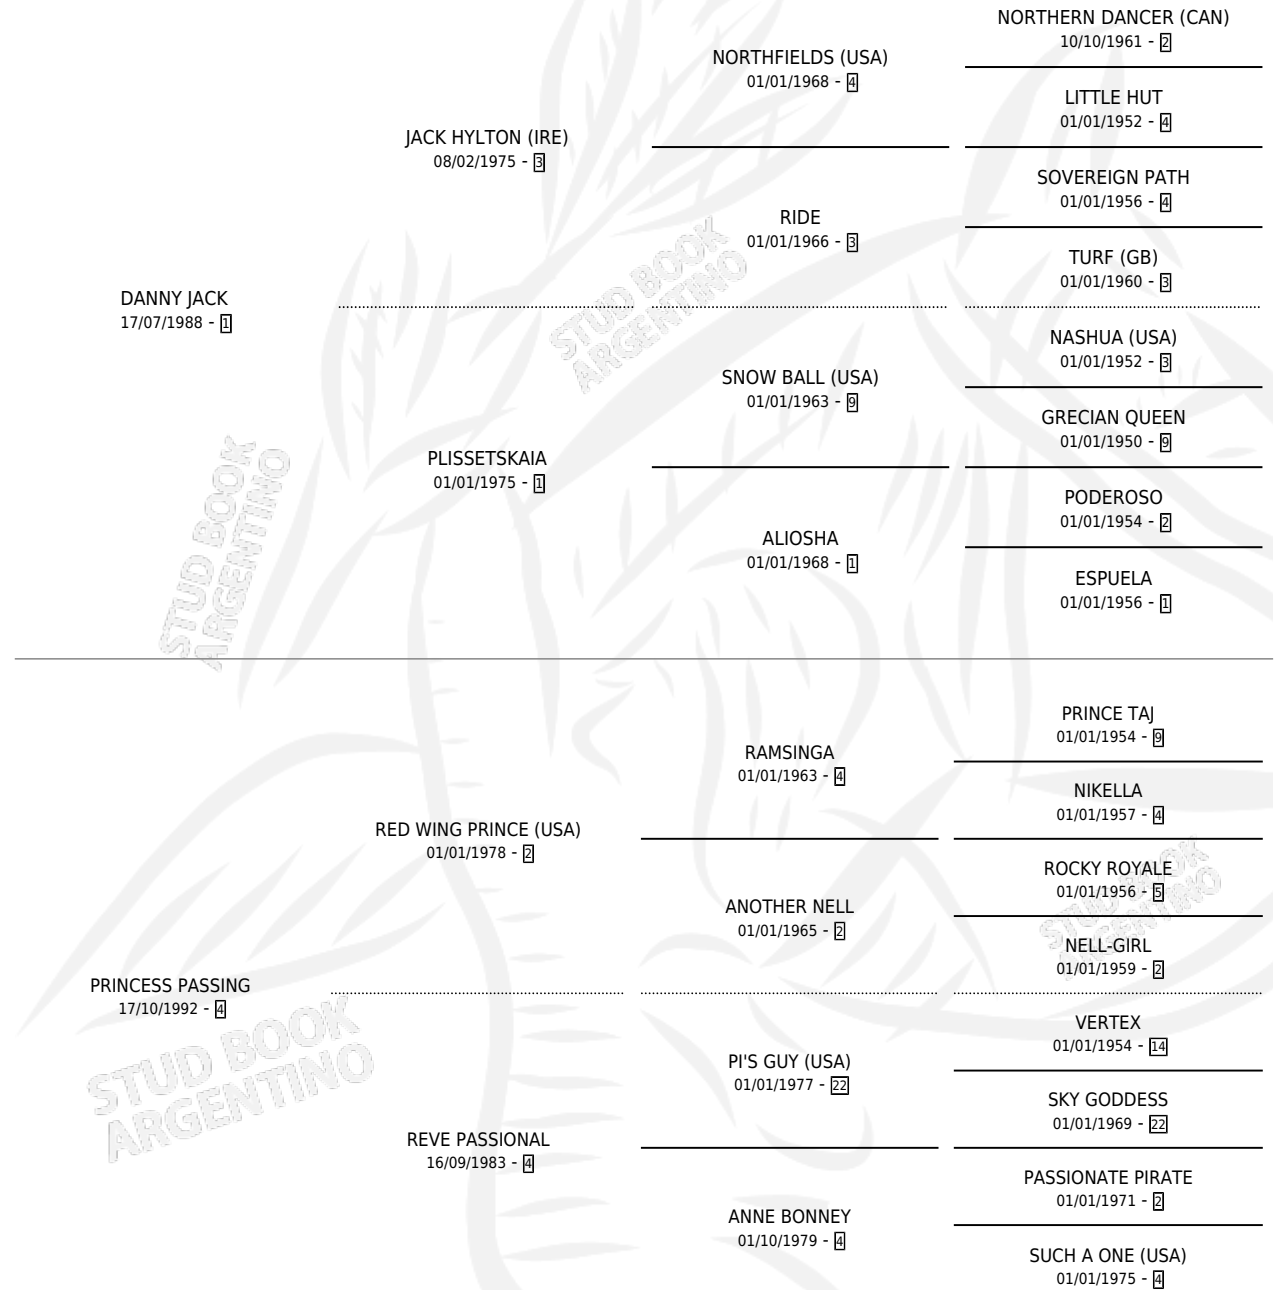 NORTHERN DANCER (CAN)
10/10/1961 - 2
NORTHFIELDS (USA)
01/01/1968 - 4
LITTLE HUT
01/01/1952 - 4
JACK HYLTON (IRE)
08/02/1975 - 3
SOVEREIGN PATH
01/01/1956 - 4
RIDE
01/01/1966 - 3
TURF (GB)
01/01/1960 - 3
DANNY JACK
17/07/1988 - 1
NASHUA (USA)
01/01/1952 - 3
SNOW BALL (USA)
01/01/1963 - 9
GRECIAN QUEEN
01/01/1950 - 9
PLISSETSKAIA
01/01/1975 - 1
PODEROSO
01/01/1954 - 2
ALIOSHA
01/01/1968 - 1
ESPUELA
01/01/1956 - 1
PRINCE TAJ
01/01/1954 - 9
RAMSINGA
01/01/1963 - 4
NIKELLA
01/01/1957 - 4
RED WING PRINCE (USA)
01/01/1978 - 2
ROCKY ROYALE
01/01/1956 - 5
ANOTHER NELL
01/01/1965 - 2
NELL-GIRL
01/01/1959 - 2
PRINCESS PASSING
17/10/1992 - 4
VERTEX
01/01/1954 - 14
PI'S GUY (USA)
01/01/1977 - 22
SKY GODDESS
01/01/1969 - 22
REVE PASSIONAL
16/09/1983 - 4
PASSIONATE PIRATE
01/01/1971 - 2
ANNE BONNEY
01/10/1979 - 4
SUCH A ONE (USA)
01/01/1975 - 4
STUD BOOK
ARGENTINO
STUD BOOK
ARGENTINO
STUD BOOK
ARGENTINO
STUD BOOK
ARGENTINO